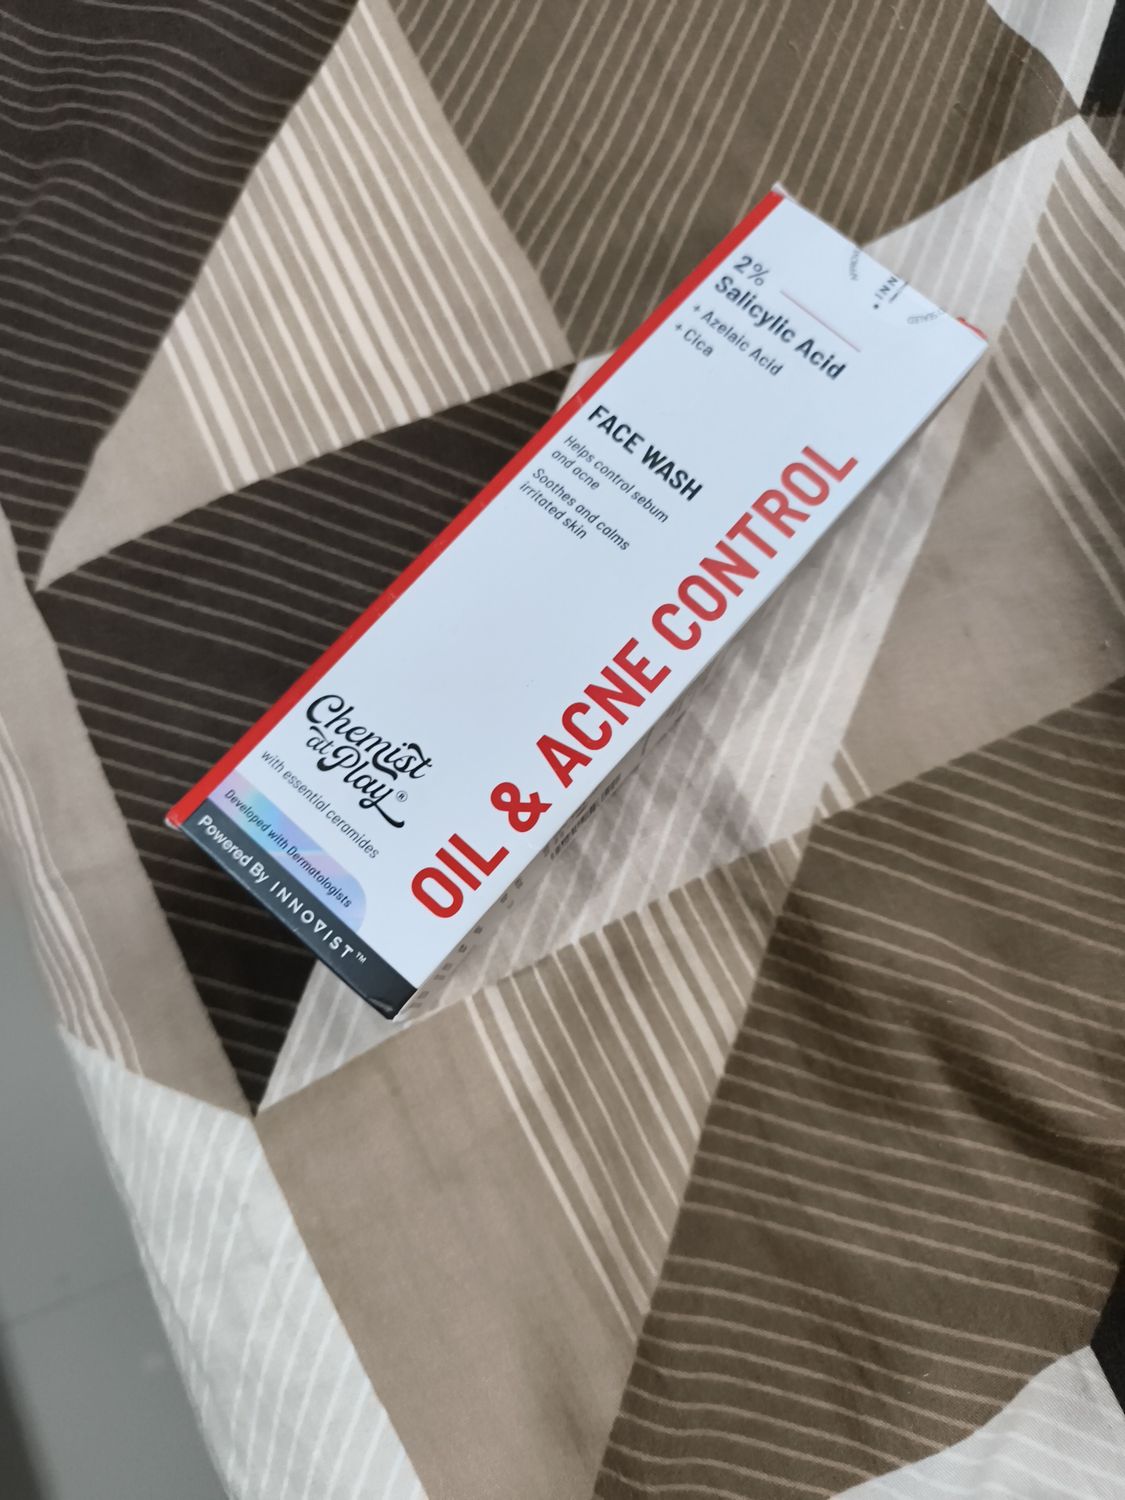 2%
Salicylic Acid
+ Azelaic Acid
+ Cica
FACE WASH
Helps control sebum
and acne
Soothes and calms
irritated skin
OIL & ACNE CONTROL
Chemist
at Play®
with essential ceramides
Developed with Dermatologists
Powered By INNOVIST™